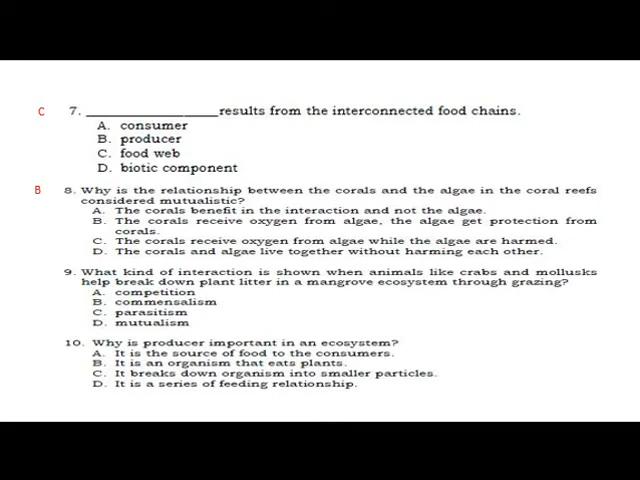 C 7. ____________________results from the interconnected food chains.
A. consumer
B. producer
C. food web
D. biotic component
B 8. Why is the relationship between the corals and the algae in the coral reefs
considered mutualistic?
A. The corals benefit in the interaction and not the algae.
B. The corals receive oxygen from algae, the algae get protection from
corals.
C. The corals receive oxygen from algae while the algae are harmed.
D. The corals and algae live together without harming each other.
9. What kind of interaction is shown when animals like crabs and mollusks
help break down plant litter in a mangrove ecosystem through grazing?
A. competition
B. commensalism
C. parasitism
D. mutualism
10. Why is producer important in an ecosystem?
A. It is the source of food to the consumers.
B. It is an organism that eats plants.
C. It breaks down organism into smaller particles.
D. It is a series of feeding relationship.